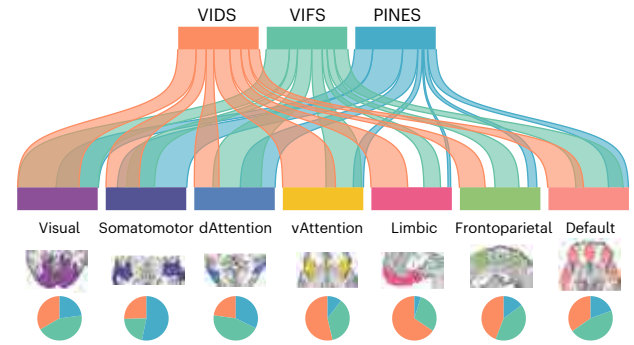 VIDS VIFS PINES
Visual Somatomotor dAttention vAttention Limbic Frontoparietal Default